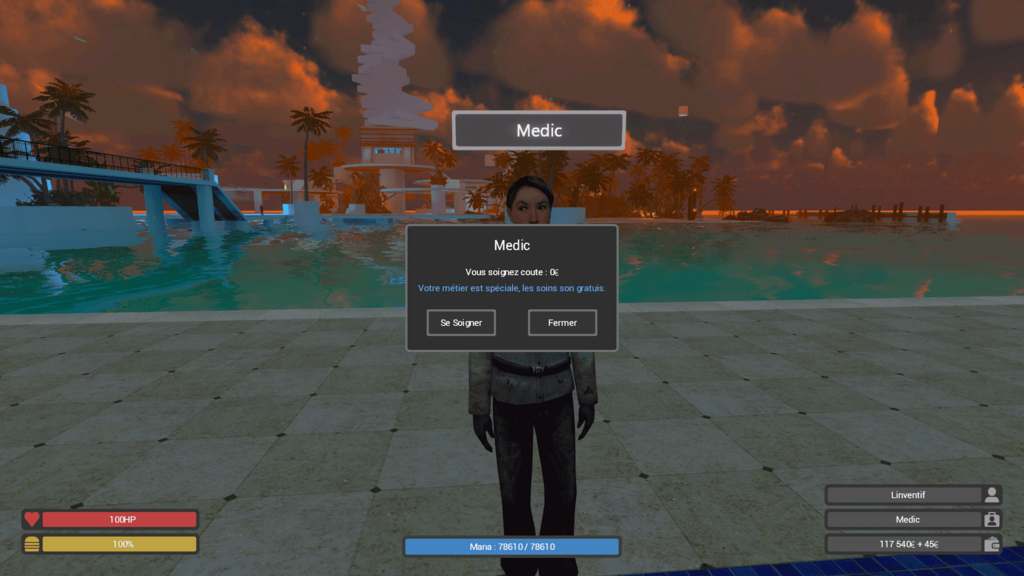 Medic
Medic
Vous soignez coute : 0€
Votre métier est spéciale, les soins son gratuis.
Se Soigner
Fermer
100HP
100%
Mana : 78610 / 78610
Linventif
Medic
117 540€ + 45€